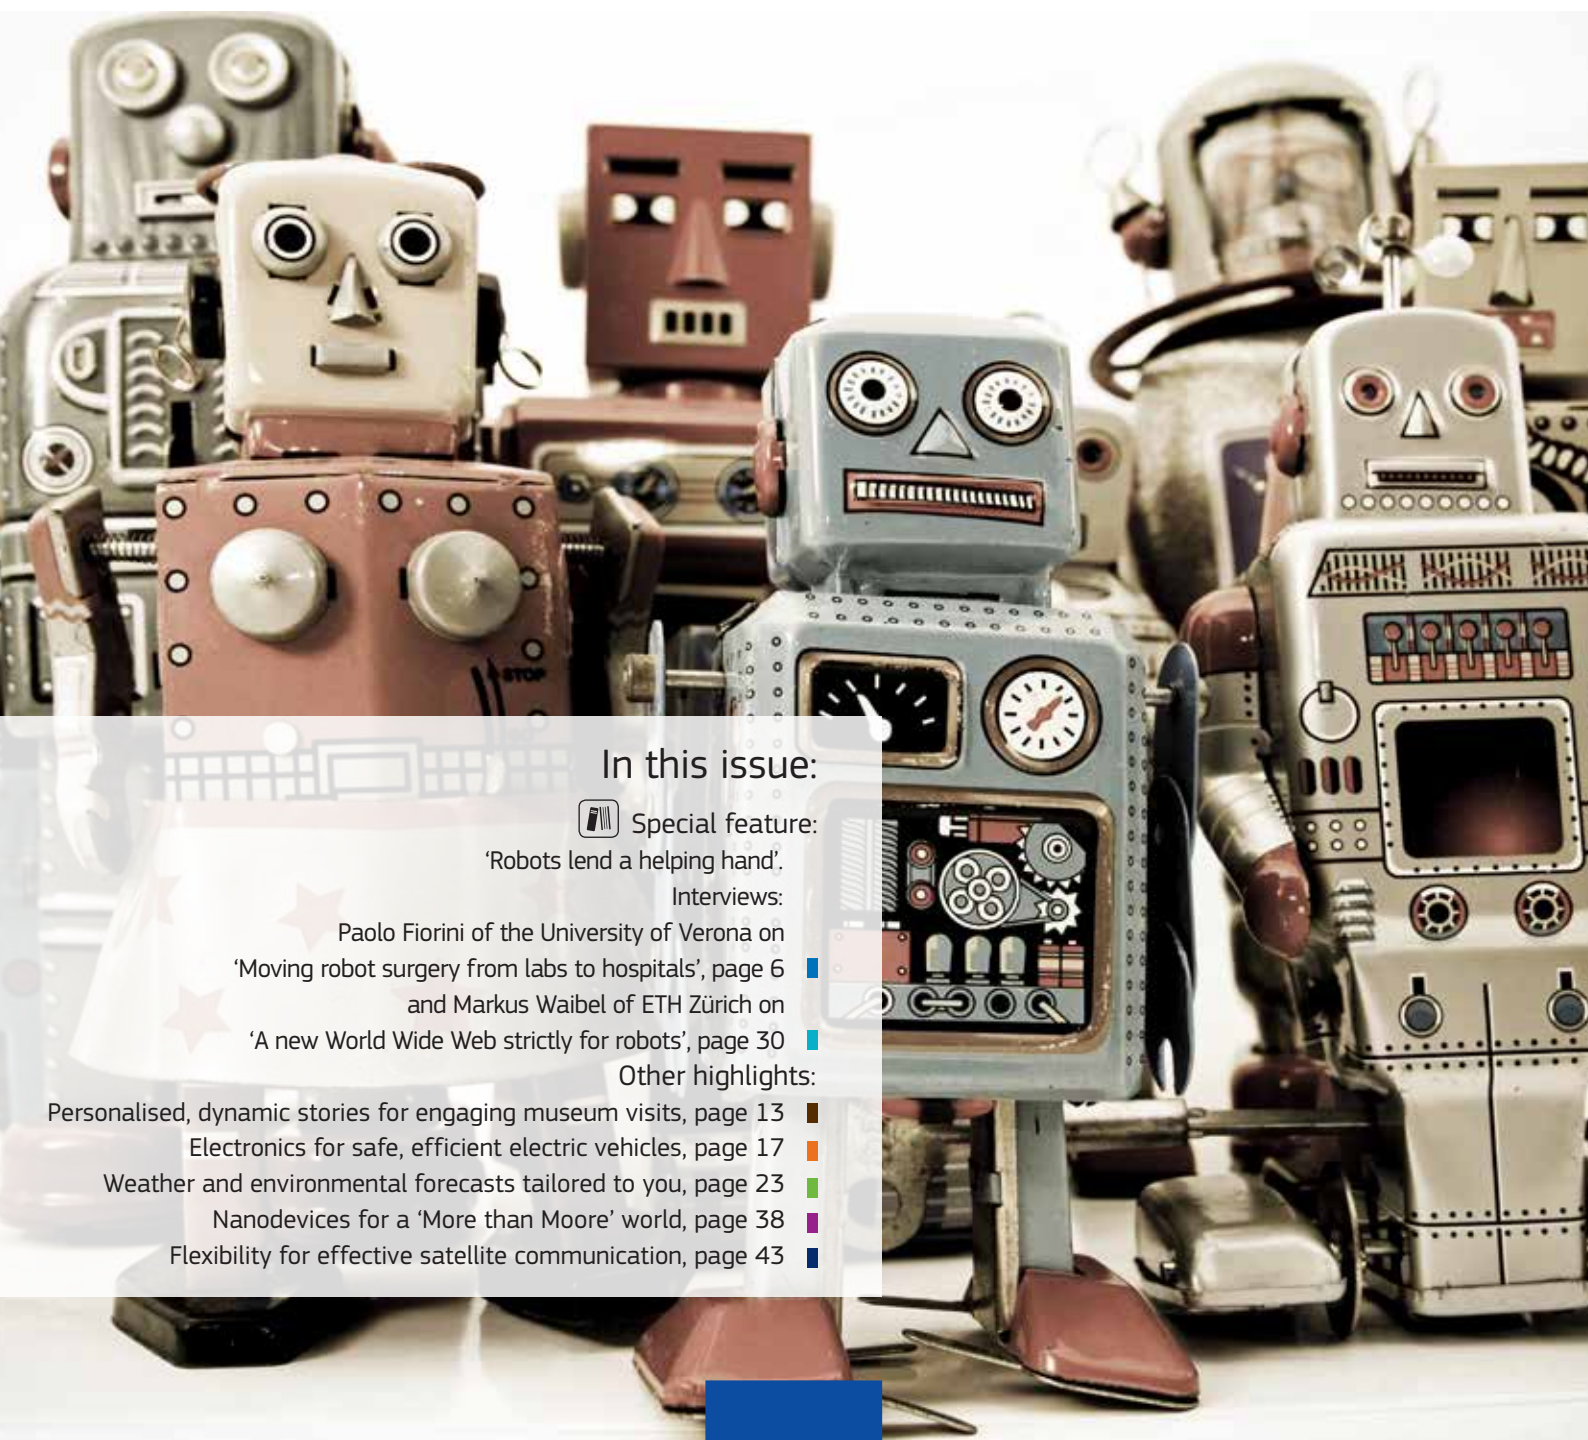 STOP
In this issue:
Special feature:
‘Robots lend a helping hand’.
Interviews:
Paolo Fiorini of the University of Verona on
‘Moving robot surgery from labs to hospitals’, page 6
and Markus Waibel of ETH Zürich on
‘A new World Wide Web strictly for robots’, page 30
Other highlights:
Personalised, dynamic stories for engaging museum visits, page 13
Electronics for safe, efficient electric vehicles, page 17
Weather and environmental forecasts tailored to you, page 23
Nanodevices for a ‘More than Moore’ world, page 38
Flexibility for effective satellite communication, page 43